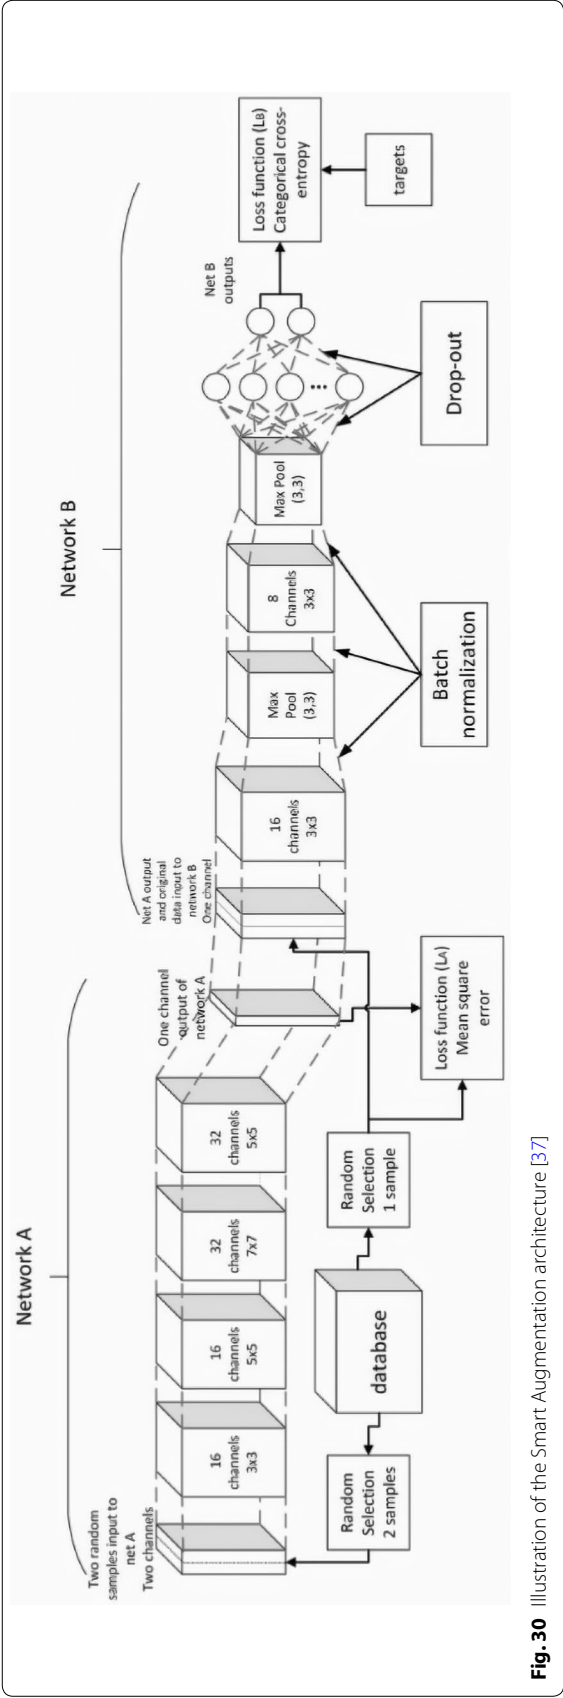 Network A
Network B
Two random
samples input to
net A
Two channels
16
channels
3x3
16
channels
5x5
32
channels
7x7
32
channels
5x5
One channel
output of
network A
Net A output
and original
data input to
network B
One channel
16
channels
3x3
Max
Pool
(3,3)
8
Channels
3x3
Max Pool
(3,3)
Net B
outputs
Loss function (LB)
Categorical cross-
entropy
targets
Random
Selection
2 samples
database
Random
Selection
1 sample
Loss function (LA)
Mean square
error
Batch
normalization
Drop-out
Fig. 30 Illustration of the Smart Augmentation architecture [37]